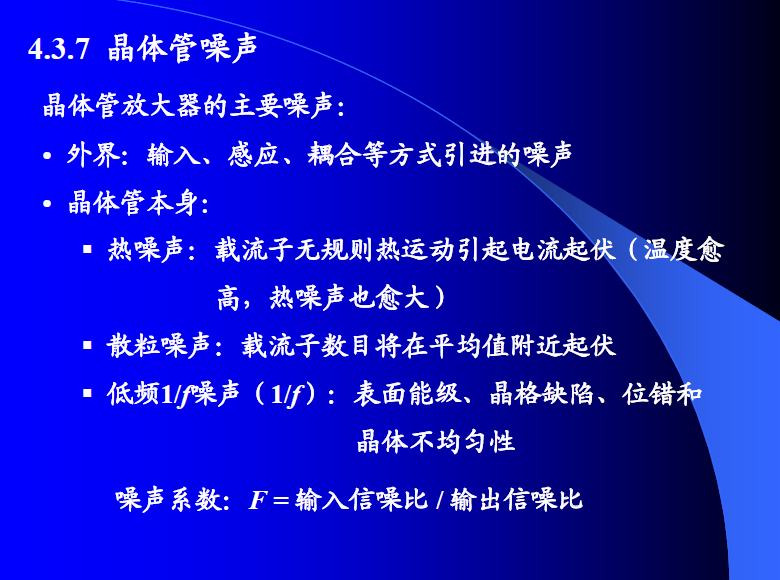 4.3.7 晶体管噪声
晶体管放大器的主要噪声：
• 外界：输入、感应、耦合等方式引进的噪声
• 晶体管本身：
▪ 热噪声：载流子无规则热运动引起电流起伏（温度愈
高，热噪声也愈大）
▪ 散粒噪声：载流子数目将在平均值附近起伏
▪ 低频1/f噪声（1/f）：表面能级、晶格缺陷、位错和
晶体不均匀性
噪声系数：F = 输入信噪比 / 输出信噪比